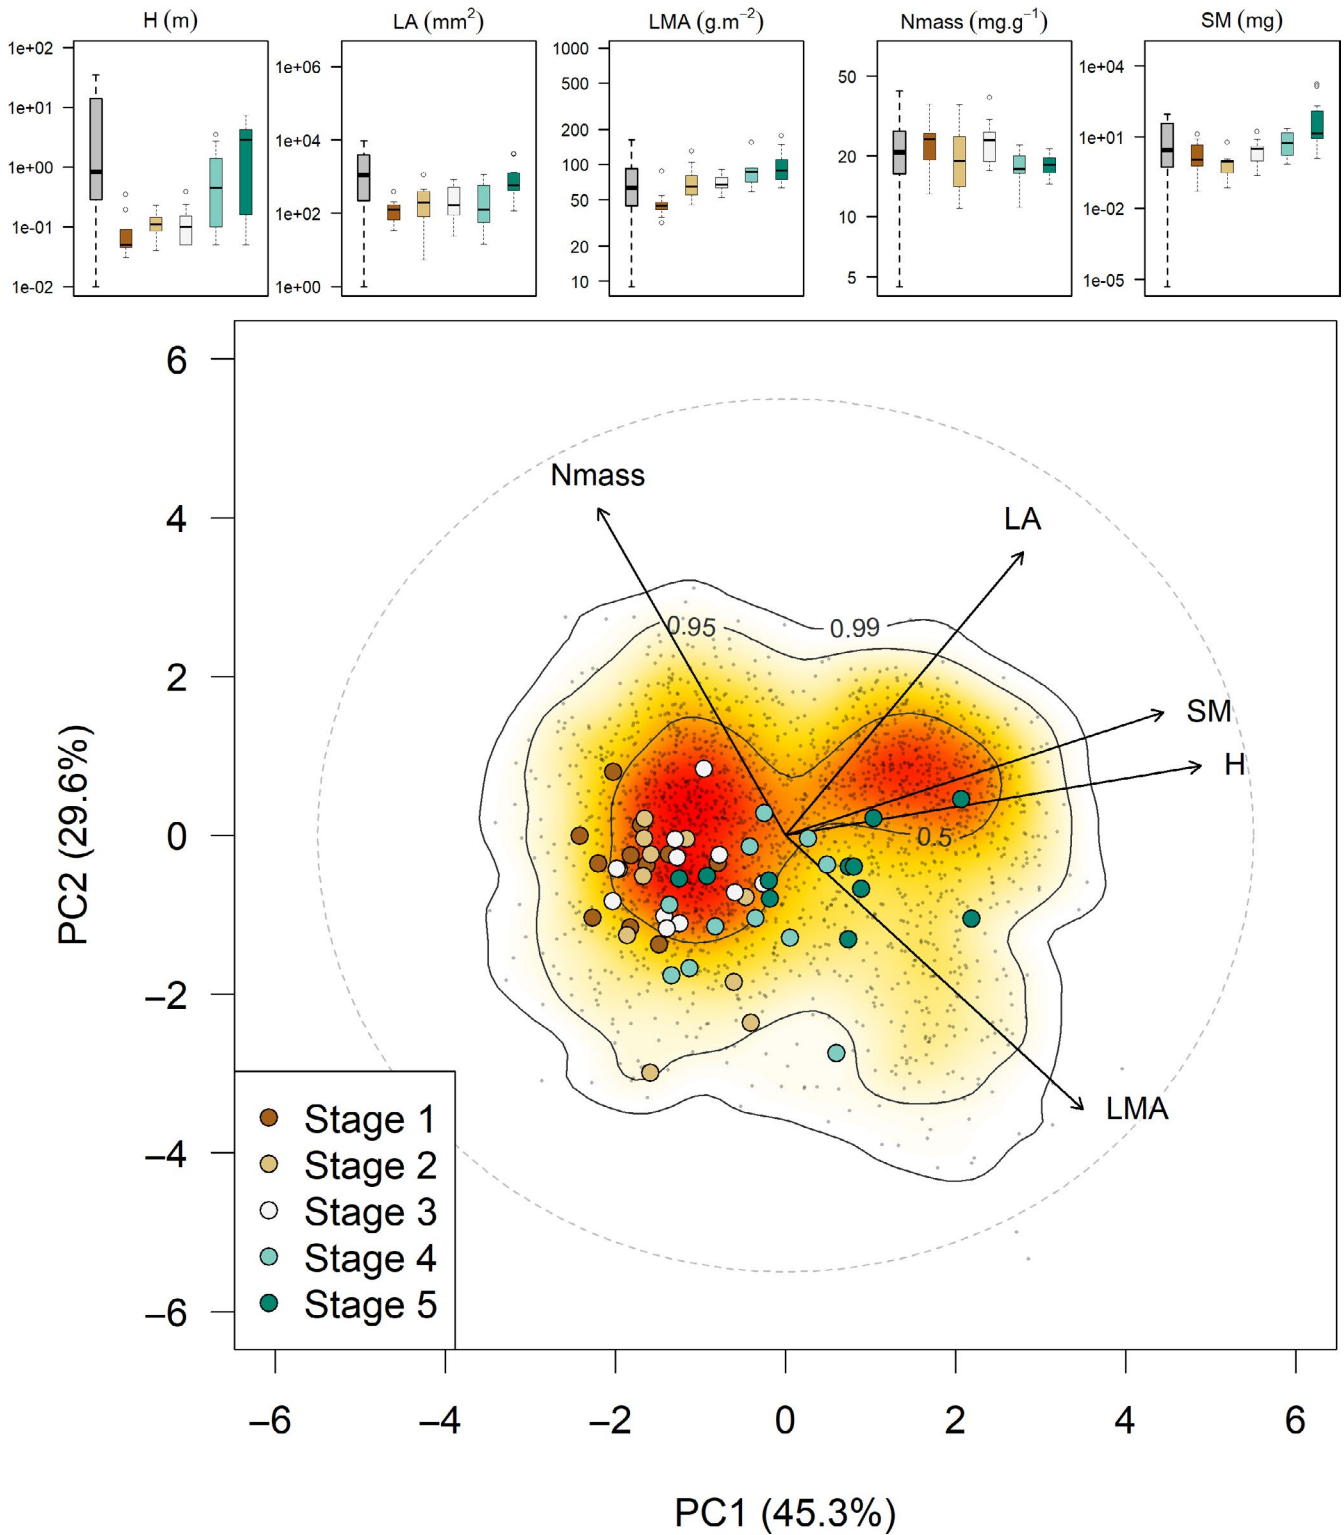 H (m)
LA (mm²)
LMA (g.m⁻²)
Nmass (mg.g⁻¹)
SM (mg)
1e+02
1e+01
1e+00
1e-01
1e-02
1e+06
1e+04
1e+02
1e+00
1000
500
200
100
50
20
10
50
20
10
5
1e+04
1e+01
1e-02
1e-05
6
4
2
0
−2
−4
−6
PC2 (29.6%)
Nmass
LA
0.95
0.99
SM
H
0.5
LMA
Stage 1
Stage 2
Stage 3
Stage 4
Stage 5
−6 −4 −2 0 2 4 6
PC1 (45.3%)